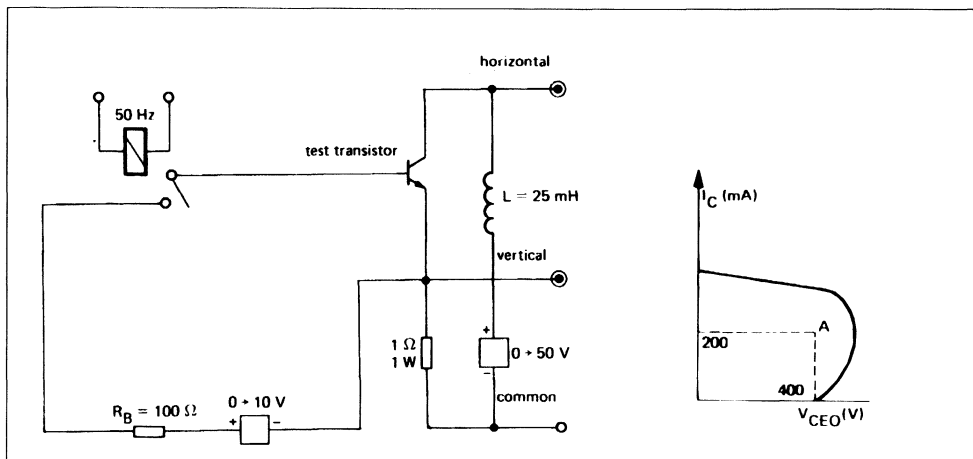 horizontal
50 Hz
test transistor
L = 25 mH
vertical
1 Ω
1 W
+
0 → 50 V
−
common
R_B = 100 Ω
0 → 10 V
+ −
I_C (mA)
A
200
400
V_CEO (V)